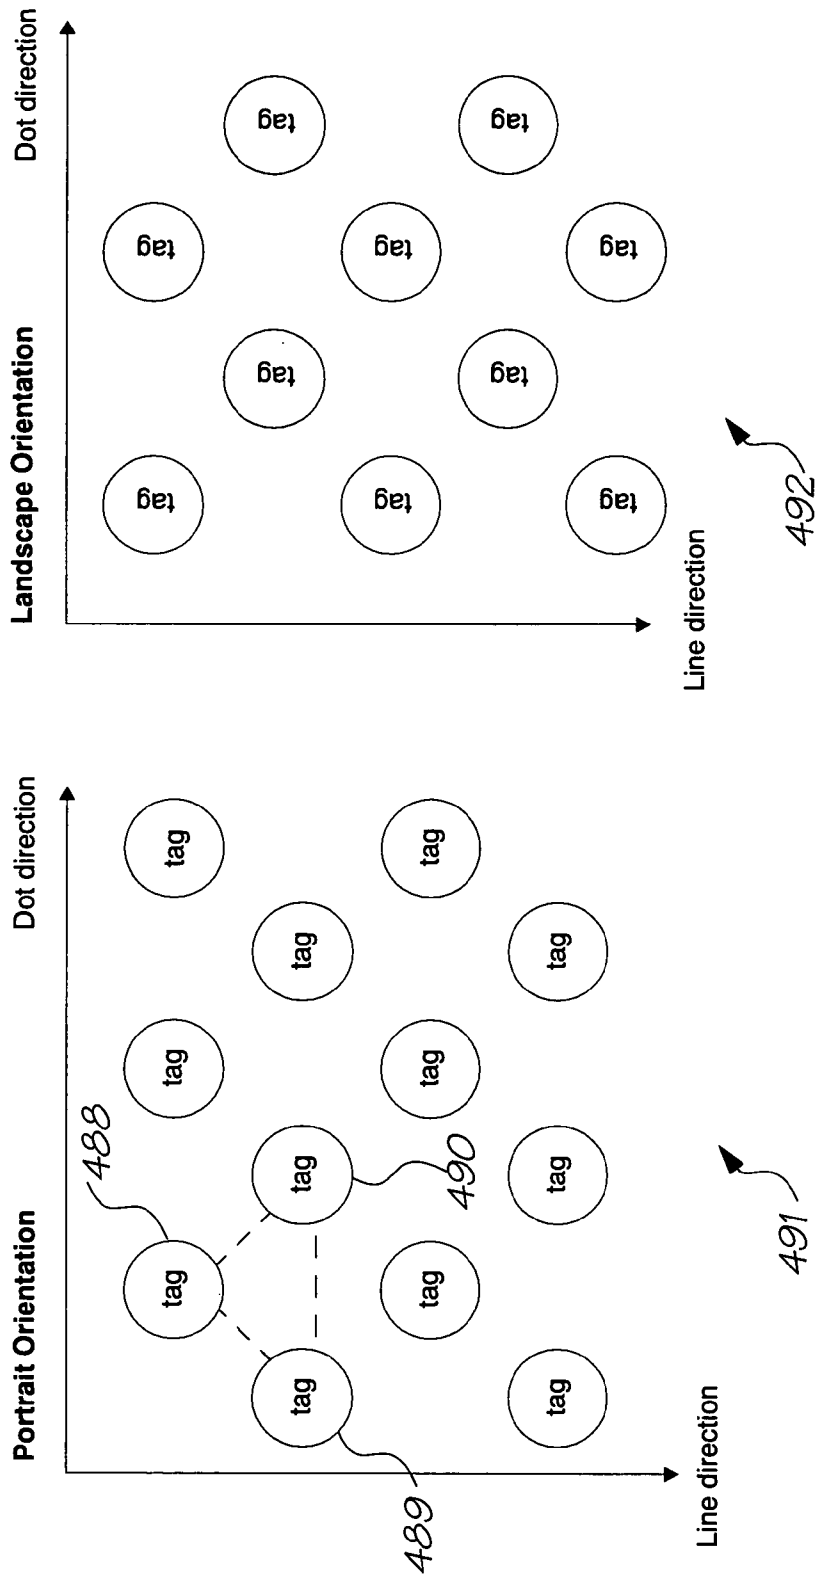 Portrait Orientation
Dot direction
488
tag
tag
tag
tag
tag
tag
489
490
tag
tag
tag
tag
tag
tag
Line direction
491
Landscape Orientation
Dot direction
tag
tag
tag
tag
tag
tag
tag
tag
tag
tag
Line direction
492